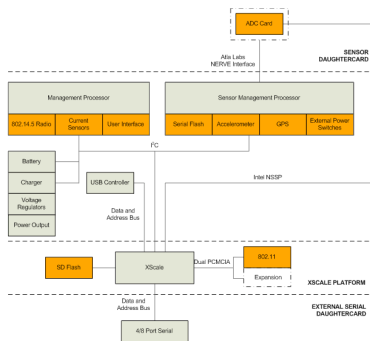 ADC Card
Atla Labs
NERVE Interface
SENSOR
DAUGHTERCARD
Management Processor
Sensor Management Processor
802.14.5 Radio
Current
Sensors
User Interface
Serial Flash
Accelerometer
GPS
External Power
Switches
I²C
Battery
Charger
Voltage
Regulators
Power Output
USB Controller
Intel NSSP
Data and
Address Bus
SD Flash
XScale
Dual PCMCIA
802.11
Expansion
XSCALE PLATFORM
EXTERNAL SERIAL
DAUGHTERCARD
Data and
Address Bus
4/8 Port Serial